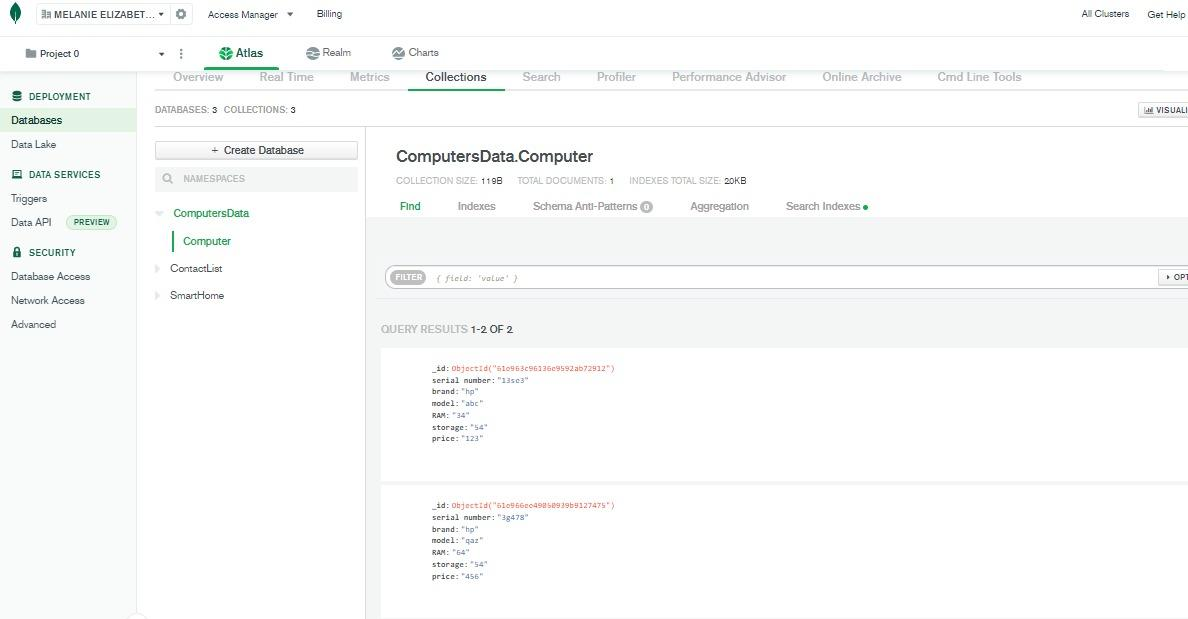 MELANIE ELIZABET... Access Manager Billing All Clusters Get Help
Project 0 Atlas Realm Charts
Overview Real Time Metrics Collections Search Profiler Performance Advisor Online Archive Cmd Line Tools
DEPLOYMENT
Databases
Data Lake
DATA SERVICES
Triggers
Data API PREVIEW
SECURITY
Database Access
Network Access
Advanced
DATABASES: 3 COLLECTIONS: 3
VISUALI
+ Create Database
NAMESPACES
ComputersData
Computer
ContactList
SmartHome
ComputersData.Computer
COLLECTION SIZE: 119B TOTAL DOCUMENTS: 1 INDEXES TOTAL SIZE: 20KB
Find Indexes Schema Anti-Patterns 0 Aggregation Search Indexes
FILTER { field: 'value' } OPT
QUERY RESULTS 1-2 OF 2
_id: ObjectId("61e963c96136e9592ab72912")
serial number: "13se3"
brand: "hp"
model: "abc"
RAM: "34"
storage: "54"
price: "123"
_id: ObjectId("61e966ee49050939b9127475")
serial number: "3g478"
brand: "hp"
model: "qaz"
RAM: "64"
storage: "54"
price: "456"